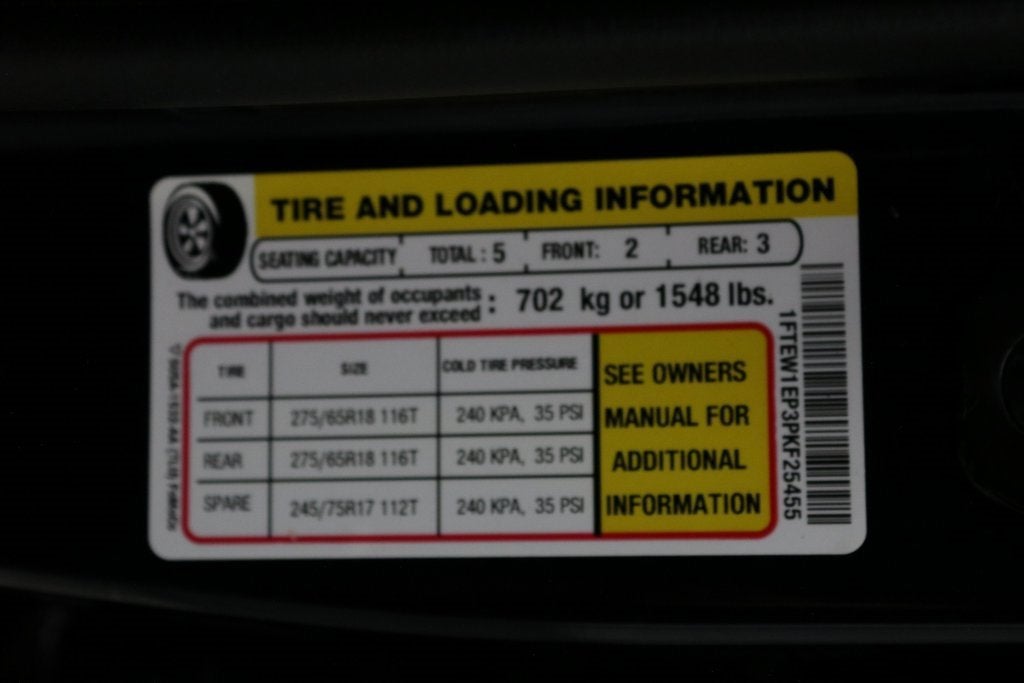 TIRE AND LOADING INFORMATION
SEATING CAPACITY TOTAL : 5 FRONT: 2 REAR: 3
The combined weight of occupants
and cargo should never exceed : 702 kg or 1548 lbs.
TIRE SIZE COLD TIRE PRESSURE
FRONT 275/65R18 116T 240 KPA, 35 PSI
REAR 275/65R18 116T 240 KPA, 35 PSI
SPARE 245/75R17 112T 240 KPA, 35 PSI
SEE OWNERS
MANUAL FOR
ADDITIONAL
INFORMATION
1FTEW1EP3PKF25455